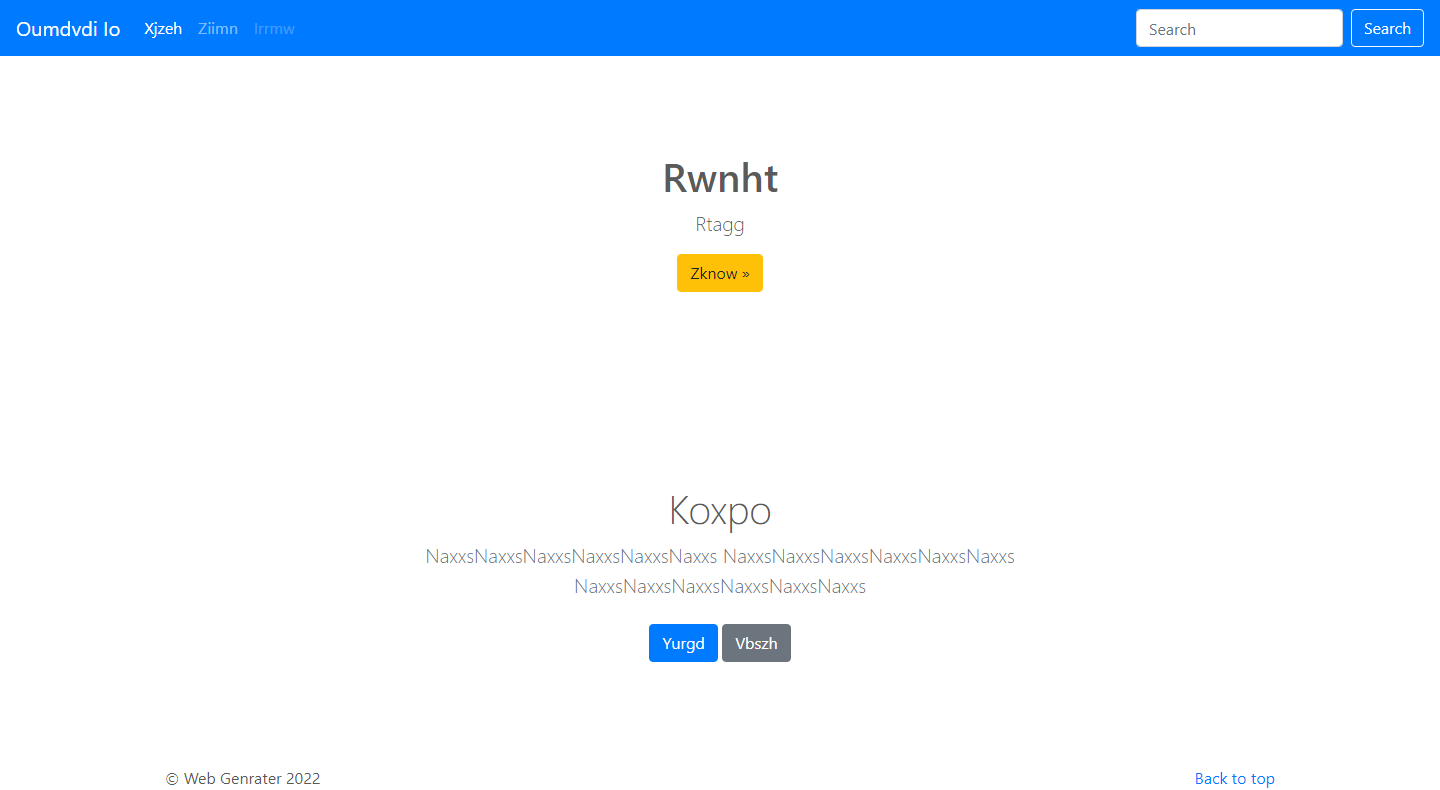 Oumdvdi lo Xjzeh Ziimn Irrmw Search Search
Rwnht
Rtagg
Zknow »
Koxpo
NaxxsNaxxsNaxxsNaxxsNaxxsNaxxs NaxxsNaxxsNaxxsNaxxsNaxxsNaxxs
NaxxsNaxxsNaxxsNaxxsNaxxsNaxxs
Yurgd Vbszh
© Web Genrater 2022 Back to top